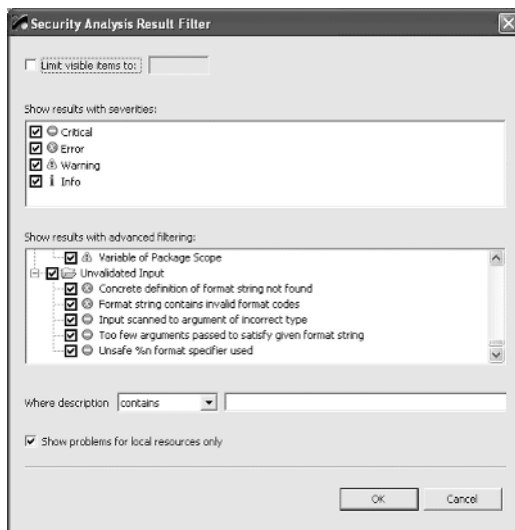 Security Analysis Result Filter
Limit visible items to:
Show results with severities:
Critical
Error
Warning
Info
Show results with advanced filtering:
Variable of Package Scope
Unvalidated Input
Concrete definition of format string not found
Format string contains invalid format codes
Input scanned to argument of incorrect type
Too few arguments passed to satisfy given format string
Unsafe %n format specifier used
Where description contains
Show problems for local resources only
OK Cancel